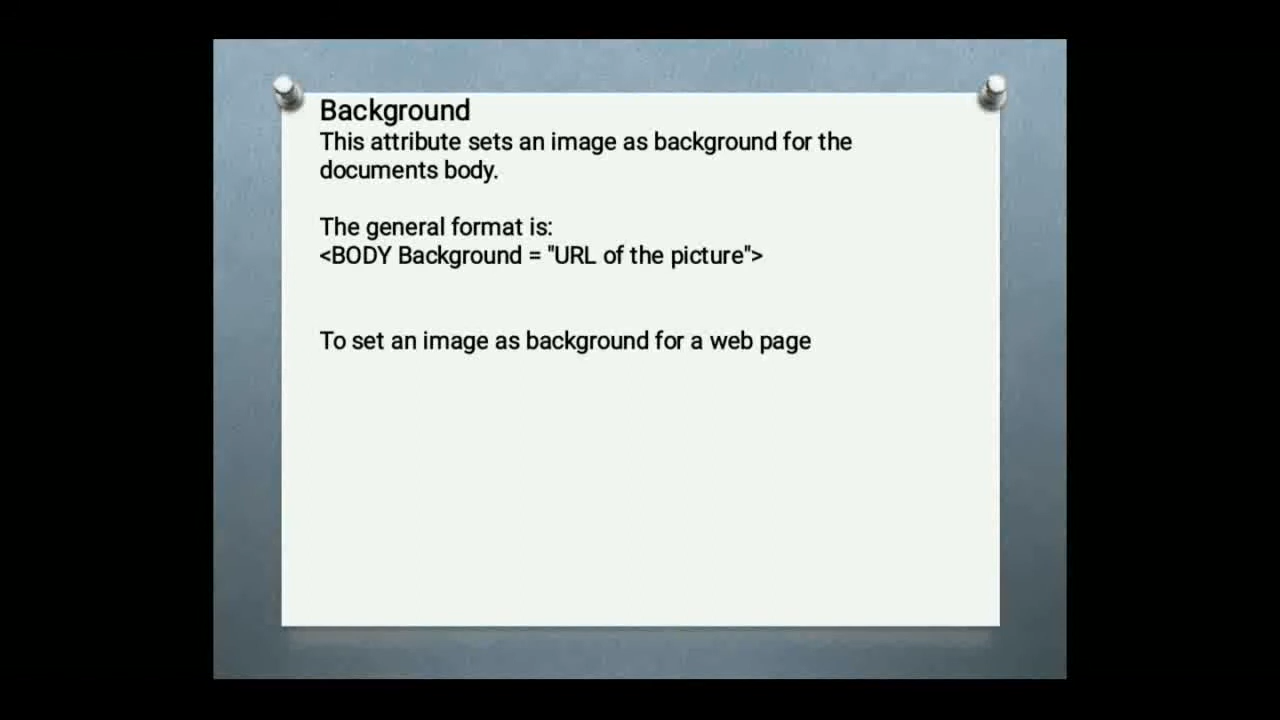 Background
This attribute sets an image as background for the
documents body.
The general format is:
<BODY Background = "URL of the picture">
To set an image as background for a web page